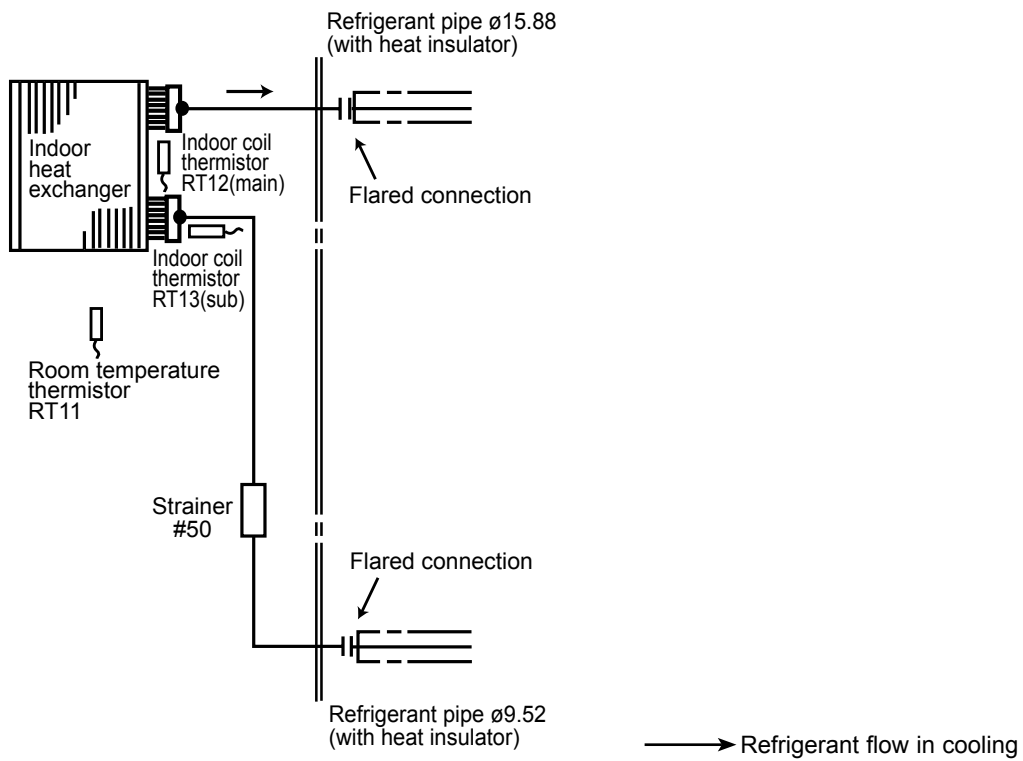 Refrigerant pipe ø15.88
(with heat insulator)
Indoor
heat
exchanger
Indoor coil
thermistor
RT12(main)
Flared connection
Indoor coil
thermistor
RT13(sub)
Room temperature
thermistor
RT11
Strainer
#50
Flared connection
Refrigerant pipe ø9.52
(with heat insulator)
Refrigerant flow in cooling